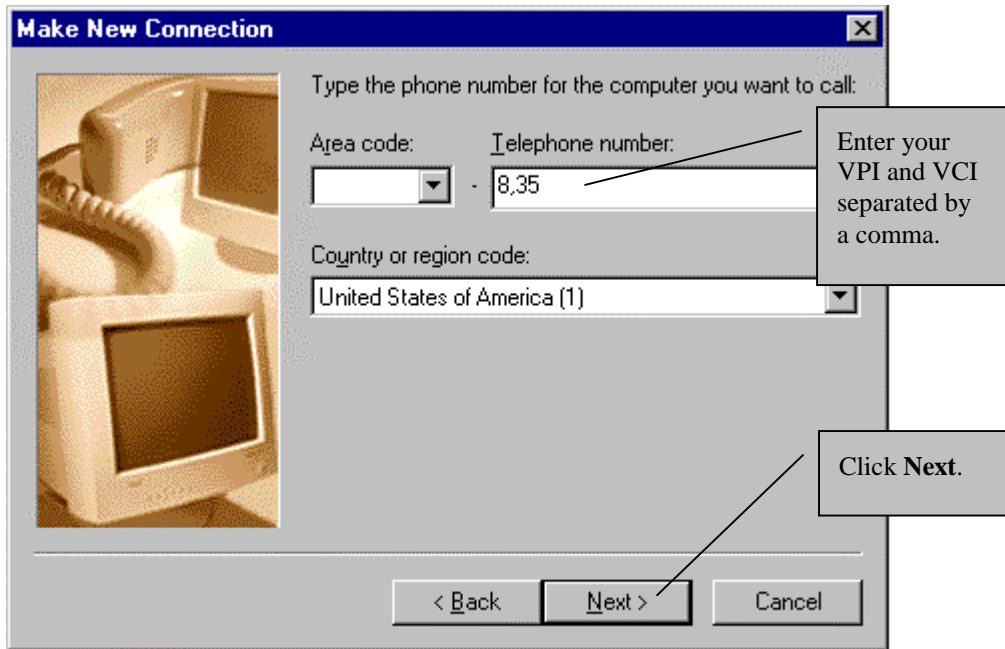 Make New Connection
Type the phone number for the computer you want to call:
Area code:
Telephone number:
- 8,35
Enter your
VPI and VCI
separated by
a comma.
Country or region code:
United States of America (1)
Click Next.
< Back
Next >
Cancel